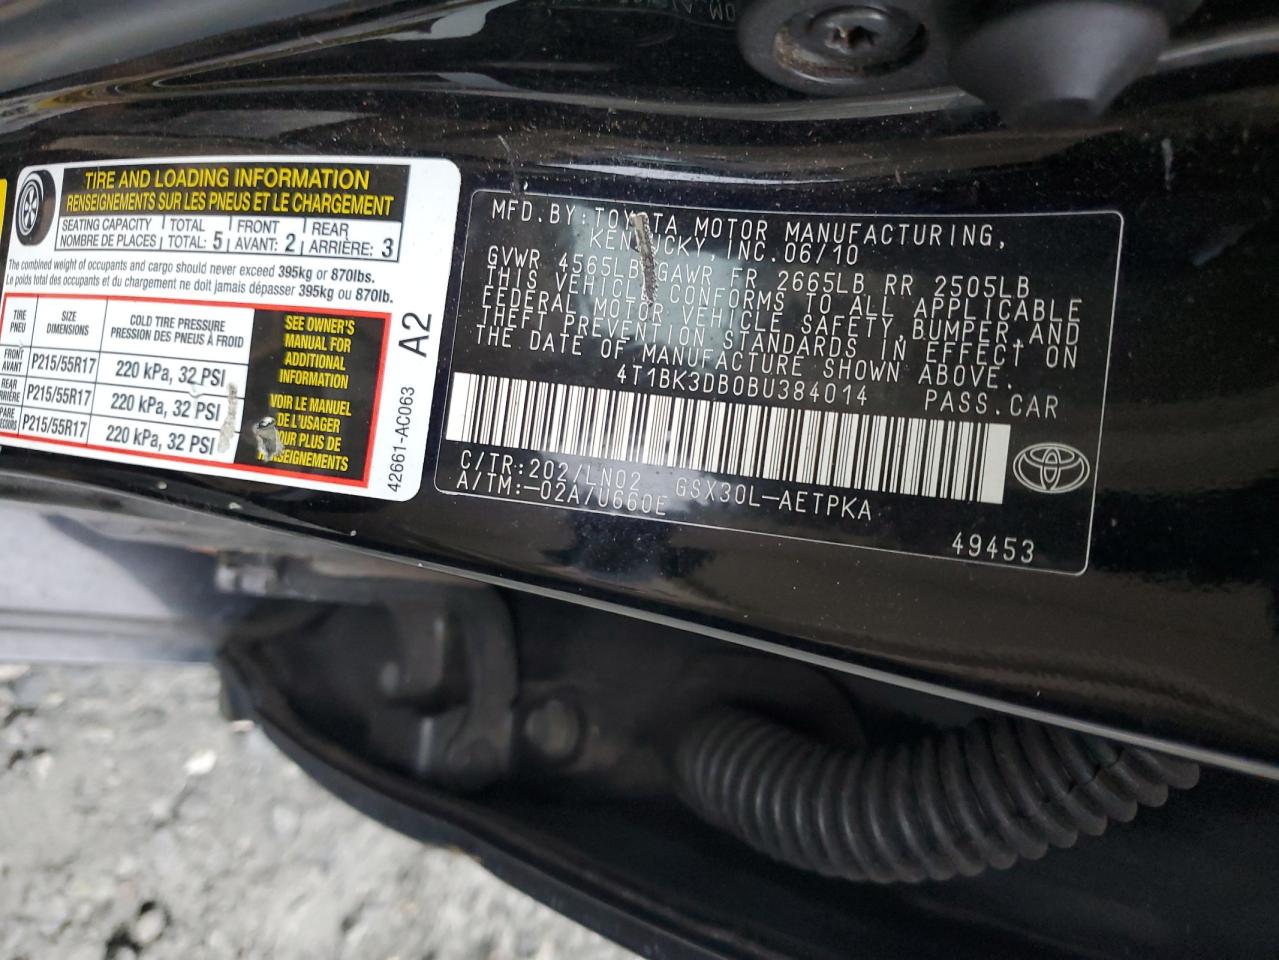 TIRE AND LOADING INFORMATION
RENSEIGNEMENTS SUR LES PNEUS ET LE CHARGEMENT
SEATING CAPACITY TOTAL FRONT REAR
NOMBRE DE PLACES TOTAL: 5 AVANT: 2 ARRIÈRE: 3
The combined weight of occupants and cargo should never exceed 395kg or 870lbs.
Le poids total des occupants et du chargement ne doit jamais dépasser 395kg ou 870lb.
TIRE SIZE COLD TIRE PRESSURE
PNEU DIMENSIONS PRESSION DES PNEUS À FROID
FRONT AVANT P215/55R17 220 kPa, 32 PSI
REAR P215/55R17 220 kPa, 32 PSI
P215/55R17 220 kPa, 32 PSI
SEE OWNER'S
MANUAL FOR
ADDITIONAL
INFORMATION
VOIR LE MANUEL
DE L'USAGER
POUR PLUS DE
RENSEIGNEMENTS
A2
42661-AC063
MFD.BY:TOYOTA MOTOR MANUFACTURING,
KENTUCKY,INC.06/10
GVWR 4565LB GAWR FR 2665LB RR 2505LB
THIS VEHICLE CONFORMS TO ALL APPLICABLE
FEDERAL MOTOR VEHICLE SAFETY,BUMPER,AND
THEFT PREVENTION STANDARDS IN EFFECT ON
THE DATE OF MANUFACTURE SHOWN ABOVE.
4T1BK3DB0BU384014 PASS.CAR
C/TR:202/LN02 GSX30L-AETPKA
A/TM:-02A/U660E
49453